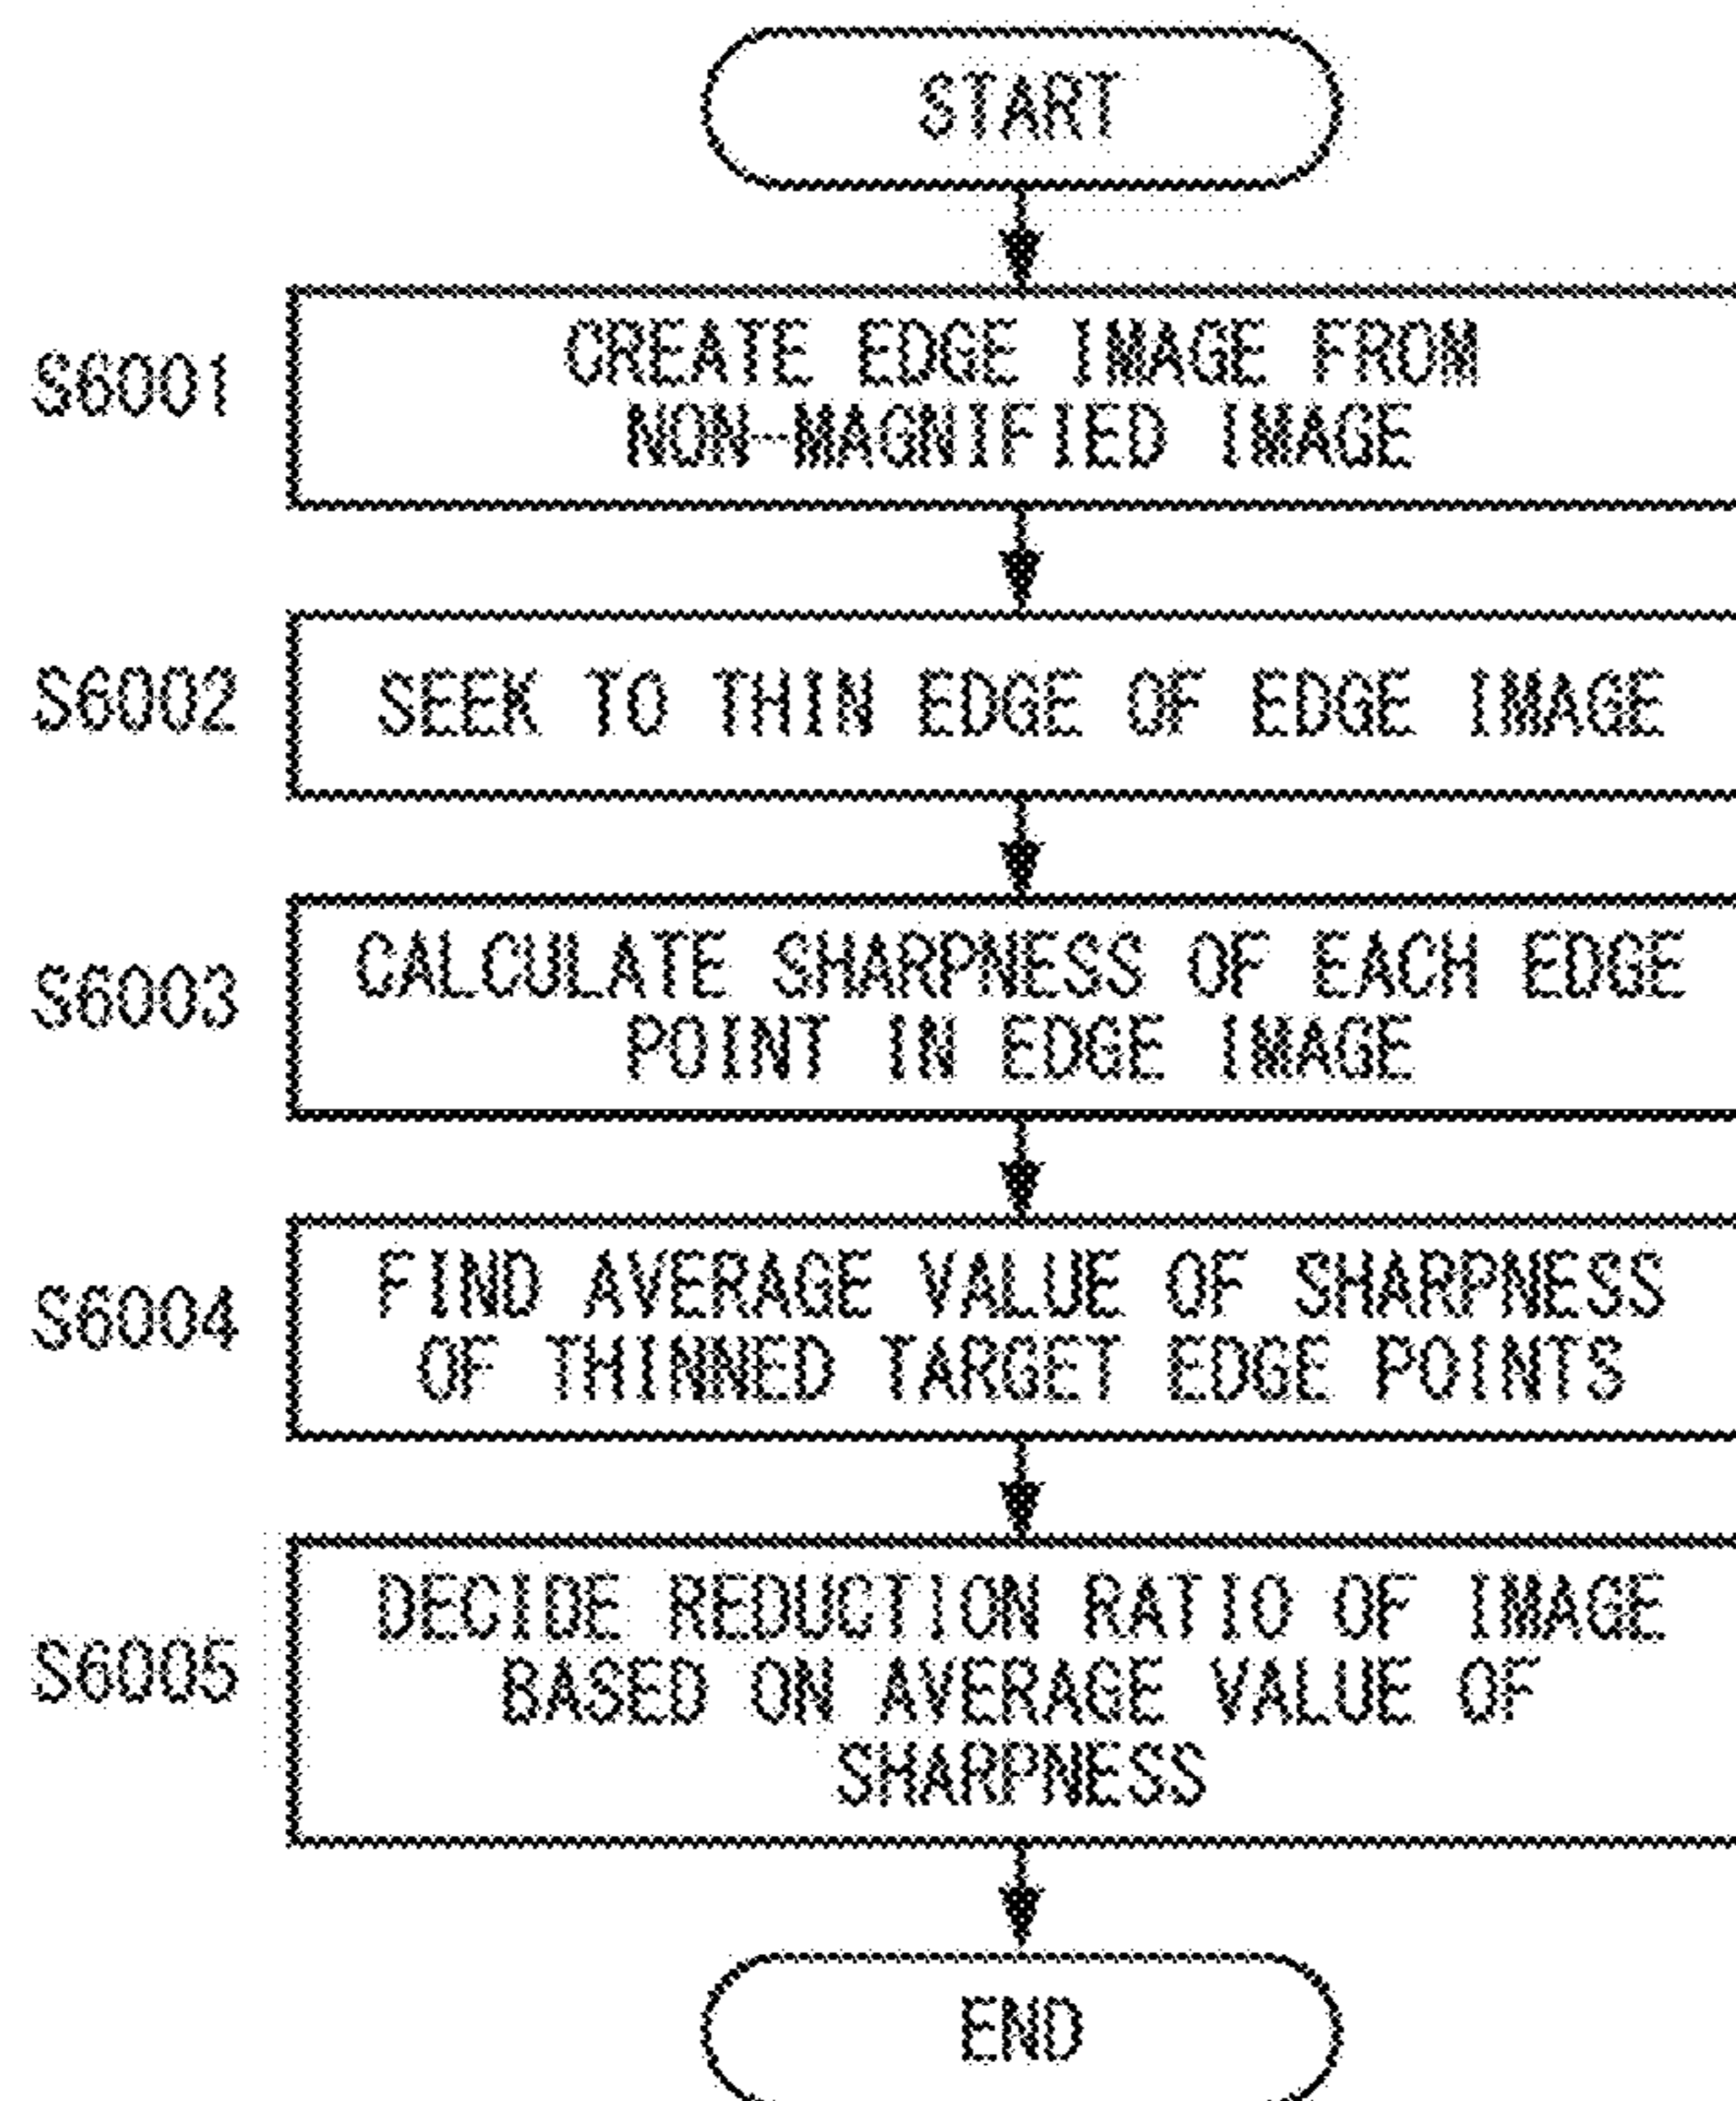 START
S6001
CREATE EDGE IMAGE FROM
NON-MAGNIFIED IMAGE
S6002
SEEK TO THIN EDGE OF EDGE IMAGE
S6003
CALCULATE SHARPNESS OF EACH EDGE
POINT IN EDGE IMAGE
S6004
FIND AVERAGE VALUE OF SHARPNESS
OF THINNED TARGET EDGE POINTS
S6005
DECIDE REDUCTION RATIO OF IMAGE
BASED ON AVERAGE VALUE OF
SHARPNESS
END